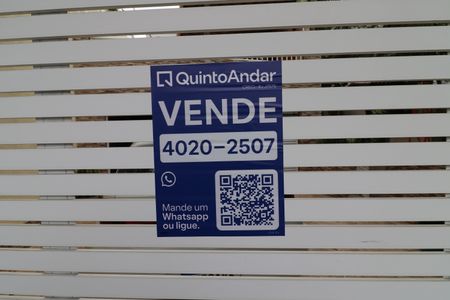 QuintoAndar
VENDE
4020-2507
Mande um
Whatsapp
ou ligue.